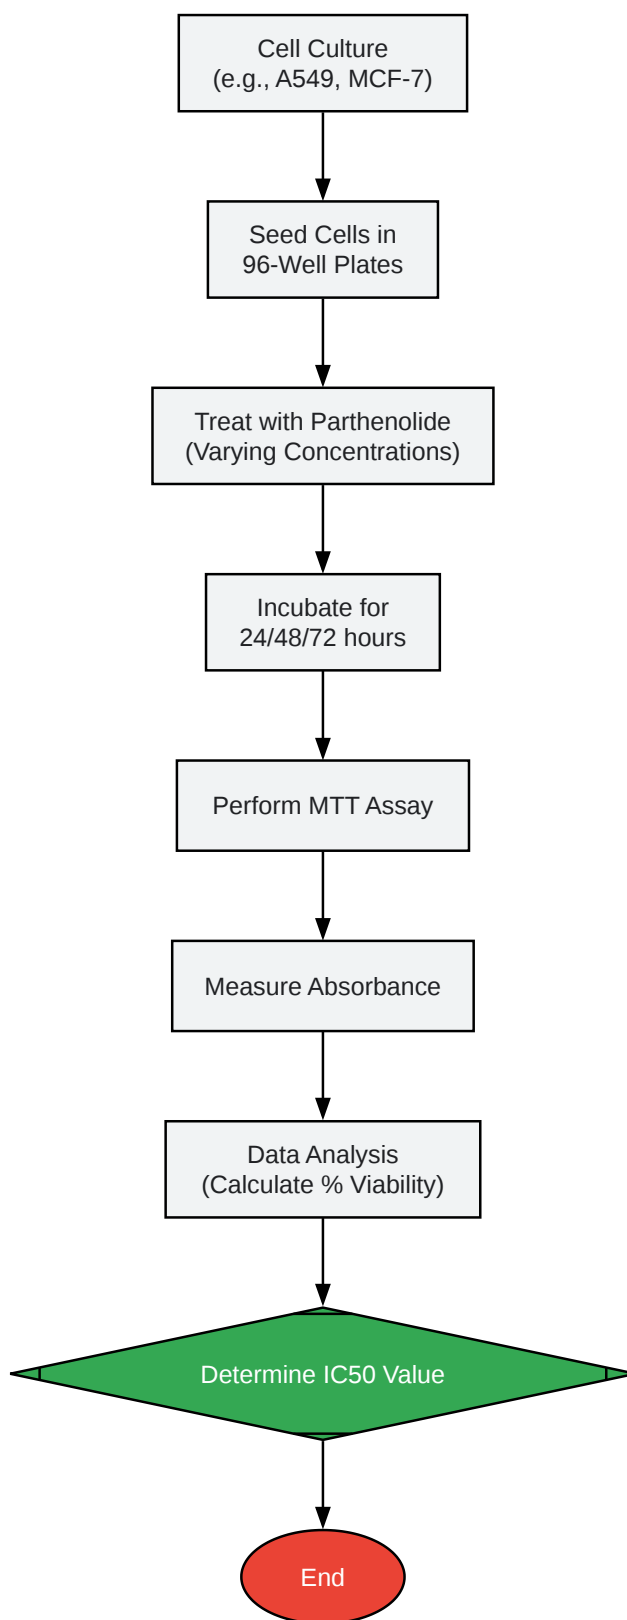 Cell Culture
(e.g., A549, MCF-7)
Seed Cells in
96-Well Plates
Treat with Parthenolide
(Varying Concentrations)
Incubate for
24/48/72 hours
Perform MTT Assay
Measure Absorbance
Data Analysis
(Calculate % Viability)
Determine IC50 Value
End